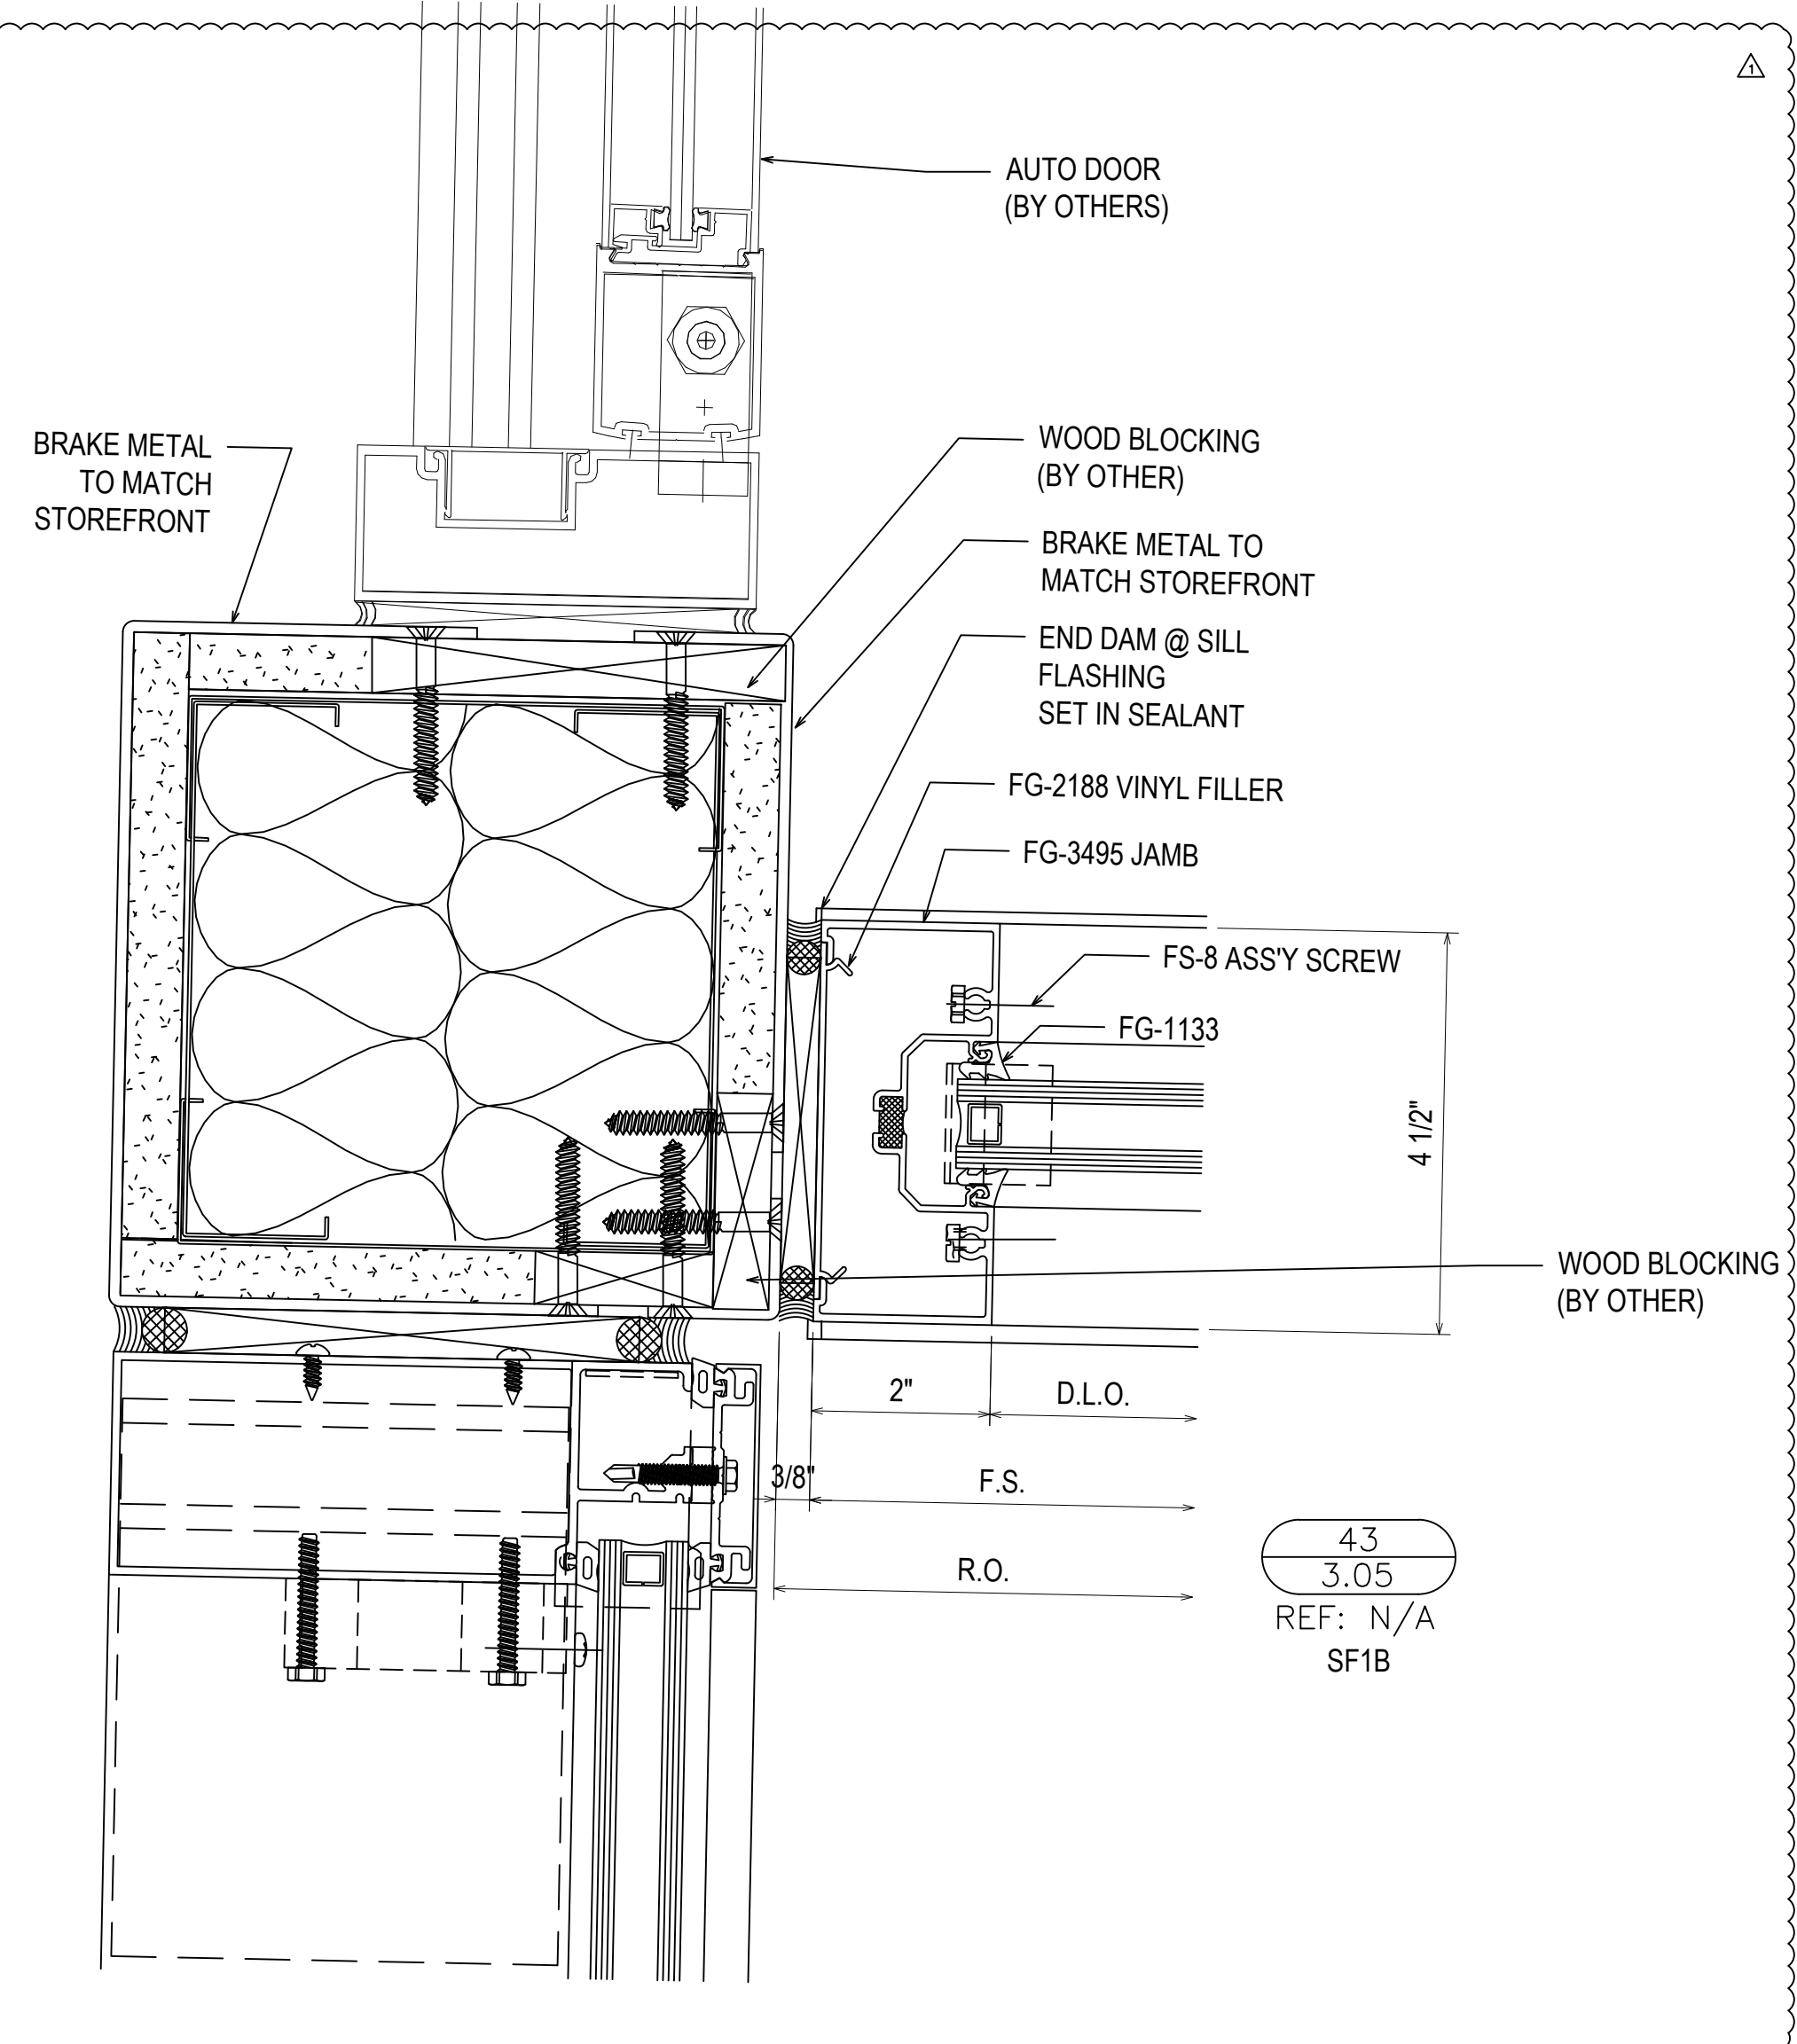 1
AUTO DOOR
(BY OTHERS)
BRAKE METAL
TO MATCH
STOREFRONT
WOOD BLOCKING
(BY OTHER)
BRAKE METAL TO
MATCH STOREFRONT
END DAM @ SILL
FLASHING
SET IN SEALANT
FG-2188 VINYL FILLER
FG-3495 JAMB
FS-8 ASS'Y SCREW
FG-1133
4 1/2"
WOOD BLOCKING
(BY OTHER)
2"
D.L.O.
3/8"
F.S.
R.O.
43
3.05
REF: N/A
SF1B